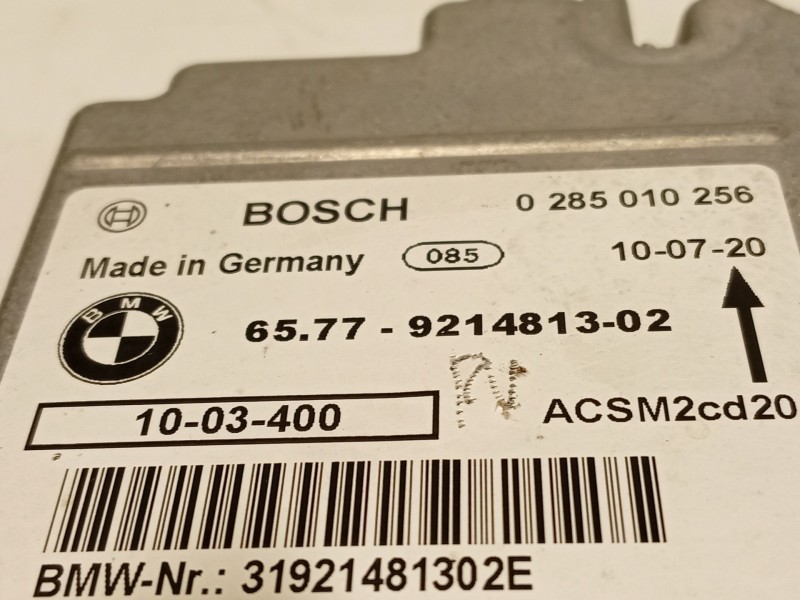 BOSCH 0 285 010 256
Made in Germany 085 10-07-20
BMW
65.77 - 9214813-02
10-03-400 ACSM2cd20
BMW-Nr.: 31921481302E